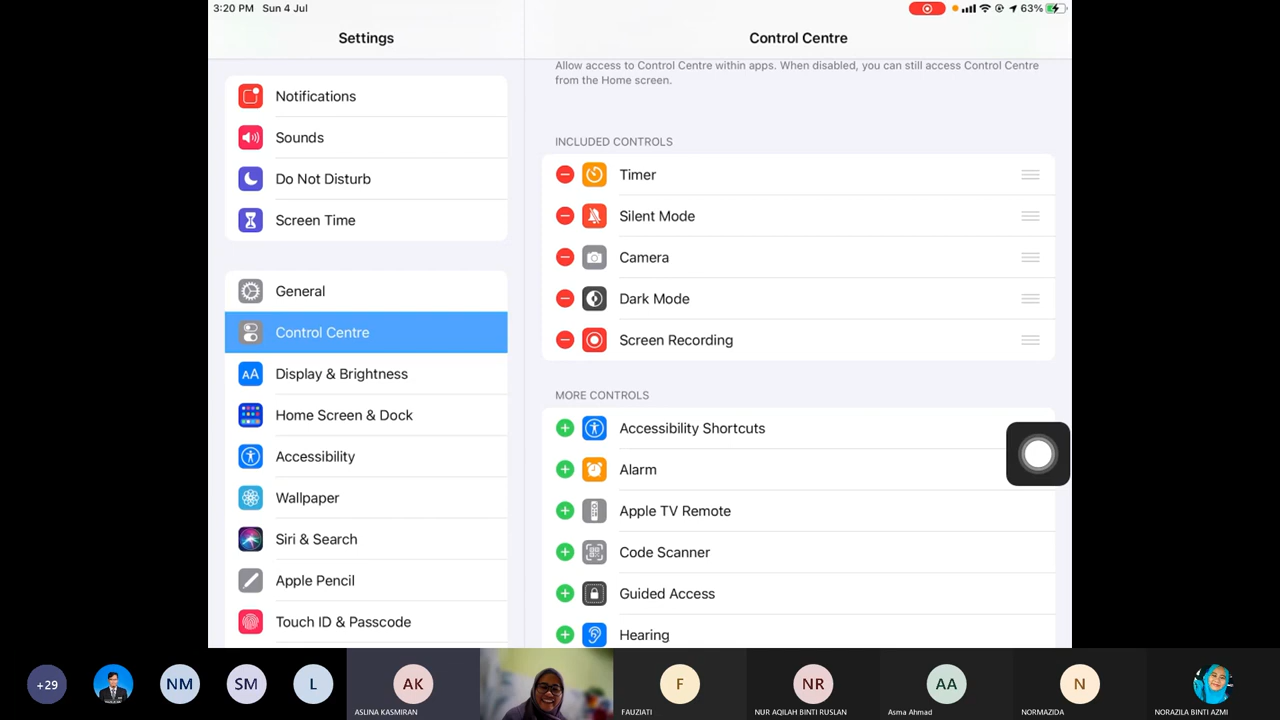 3:20 PM Sun 4 Jul
63%
Settings
Notifications
Sounds
Do Not Disturb
Screen Time
General
Control Centre
Display & Brightness
Home Screen & Dock
Accessibility
Wallpaper
Siri & Search
Apple Pencil
Touch ID & Passcode
Control Centre
Allow access to Control Centre within apps. When disabled, you can still access Control Centre
from the Home screen.
INCLUDED CONTROLS
Timer
Silent Mode
Camera
Dark Mode
Screen Recording
MORE CONTROLS
Accessibility Shortcuts
Alarm
Apple TV Remote
Code Scanner
Guided Access
Hearing
+29
NM
SM
L
AK
ASLINA KASMIRAN
F
FAUZIATI
NR
NUR AQILAH BINTI RUSLAN
AA
Asma Ahmad
N
NORMAZIDA
NORAZILA BINTI AZMI